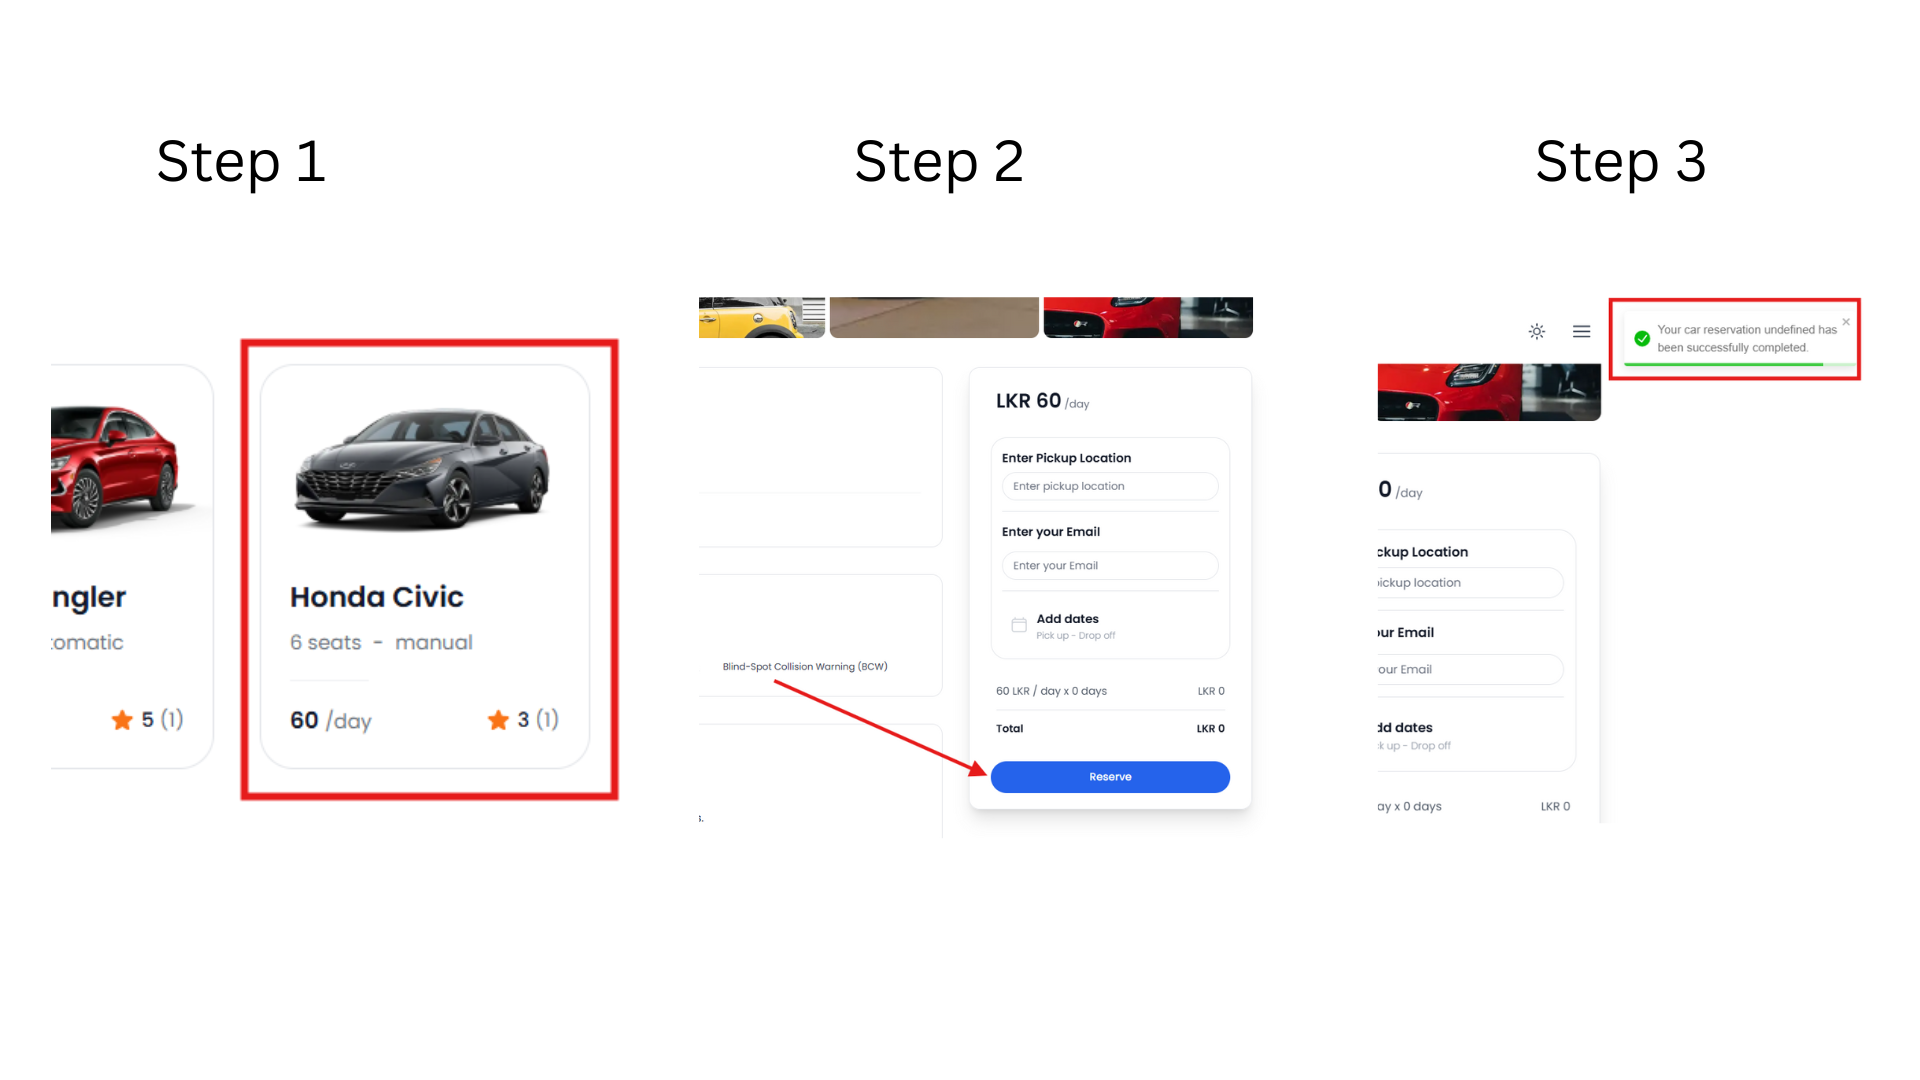 Step 1
Step 2
Step 3
ngler
omatic
5 (1)
Honda Civic
6 seats - manual
60 /day
3 (1)
LKR 60 /day
Enter Pickup Location
Enter pickup location
Enter your Email
Enter your Email
Add dates
Pick up - Drop off
60 LKR / day x 0 days LKR 0
Total LKR 0
Reserve
Blind-Spot Collision Warning (BCW)
s.
Your car reservation undefined has
been successfully completed.
0 /day
ckup Location
pickup location
our Email
our Email
dd dates
k up - Drop off
ay x 0 days LKR 0